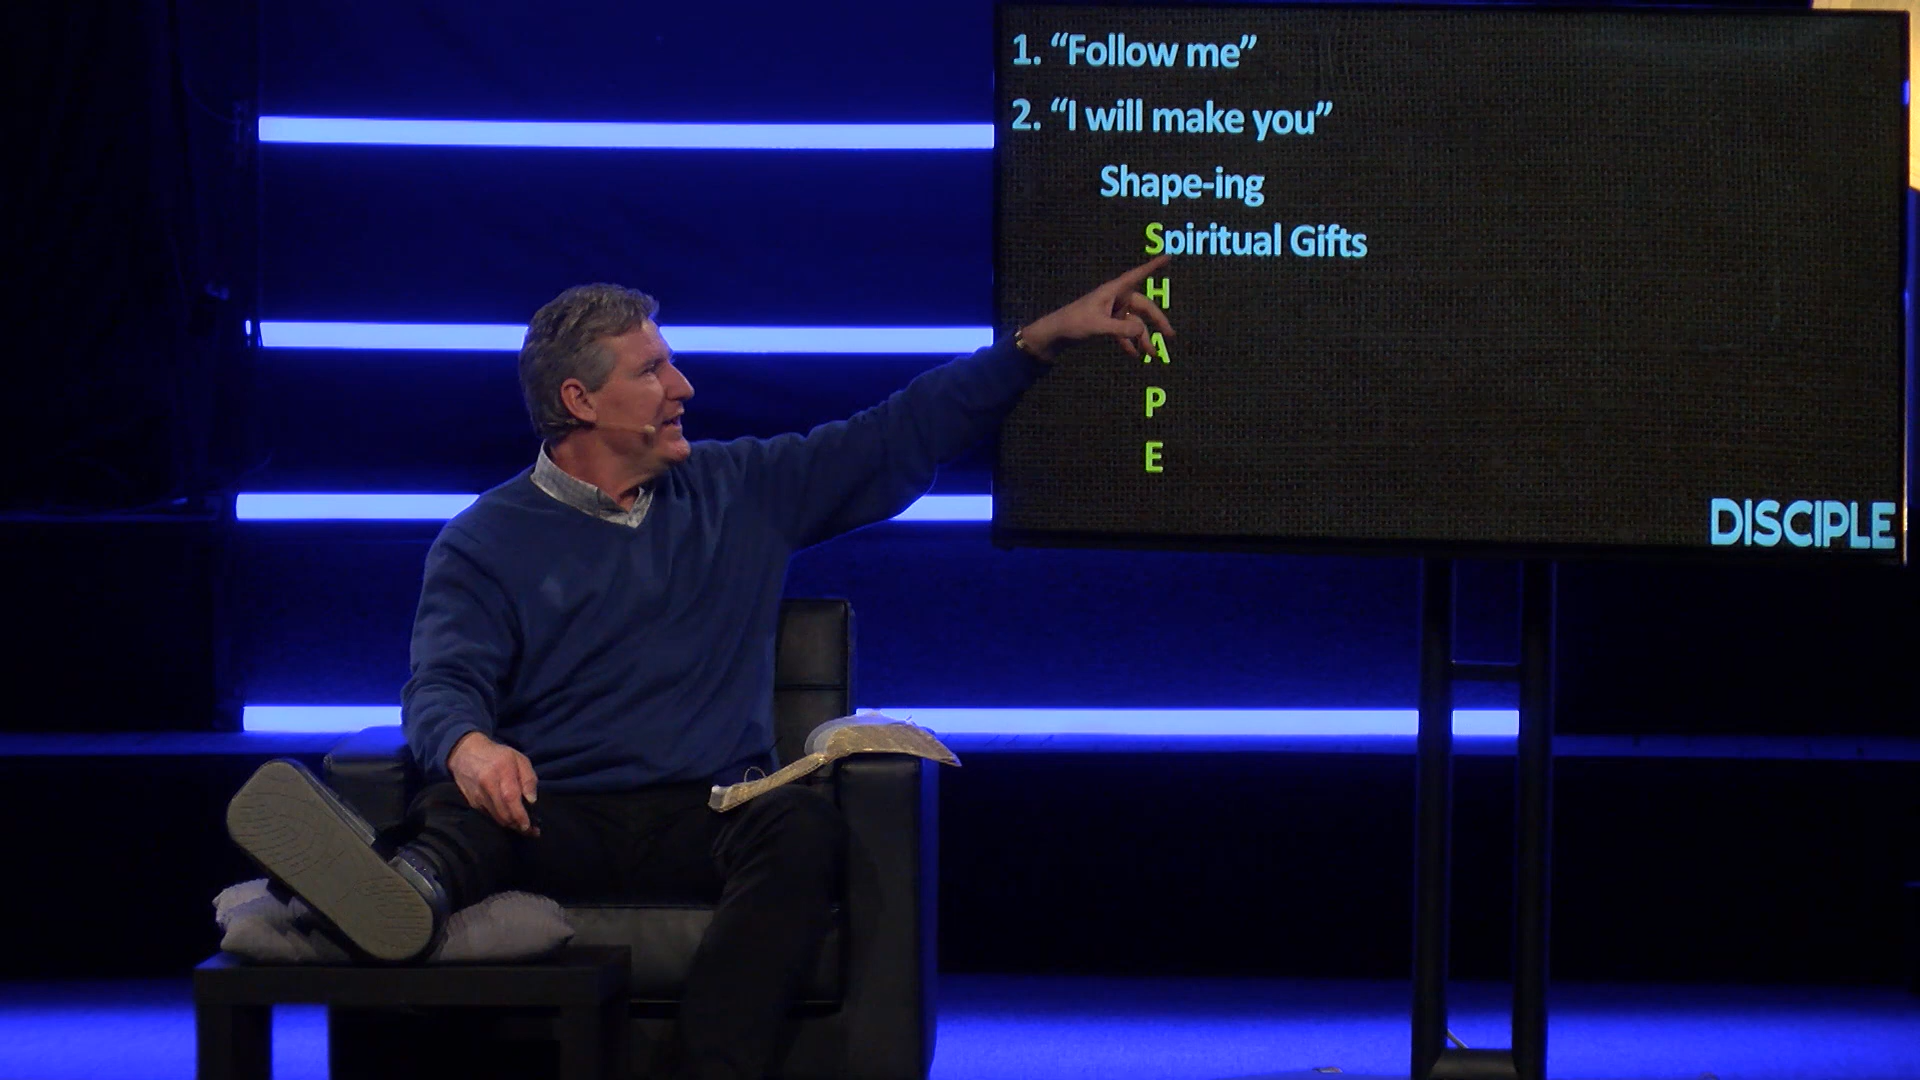 1. “Follow me”
2. “I will make you”
Shape-ing
Spiritual Gifts
H
A
P
E
DISCIPLE